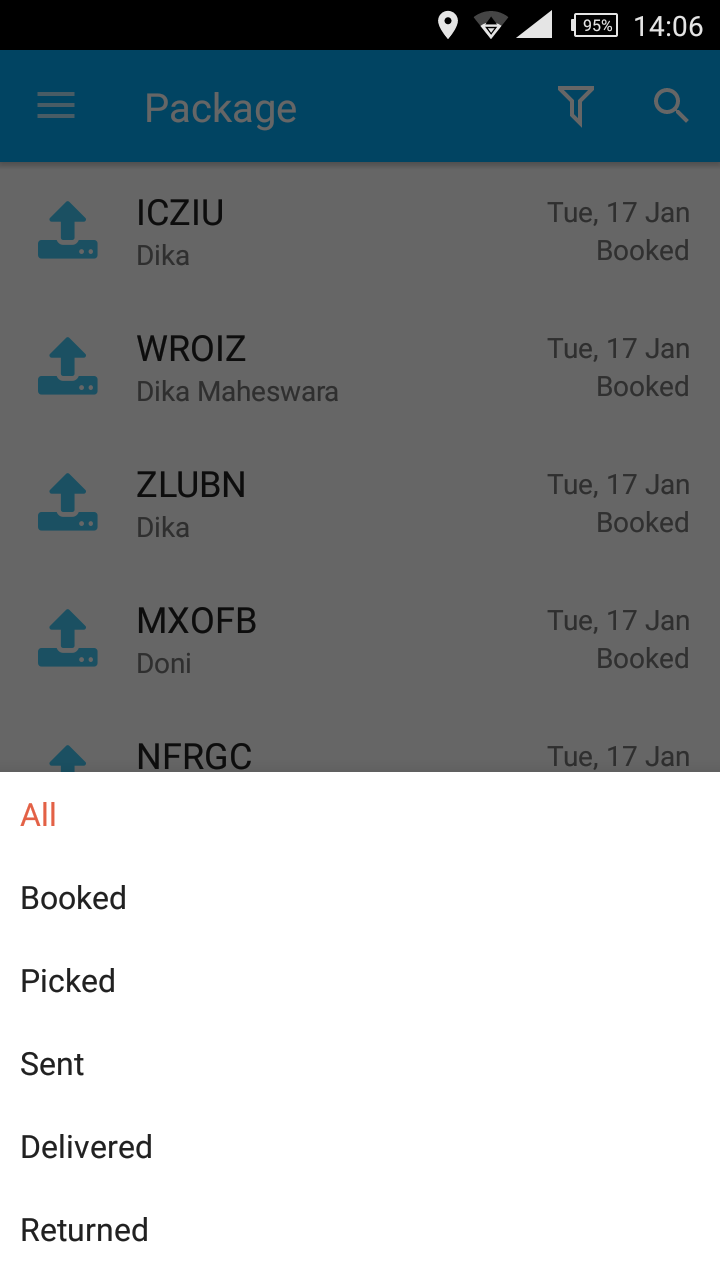 95% 14:06
Package
ICZIU Tue, 17 Jan
Dika Booked
WROIZ Tue, 17 Jan
Dika Maheswara Booked
ZLUBN Tue, 17 Jan
Dika Booked
MXOFB Tue, 17 Jan
Doni Booked
NFRGC Tue, 17 Jan
All
Booked
Picked
Sent
Delivered
Returned